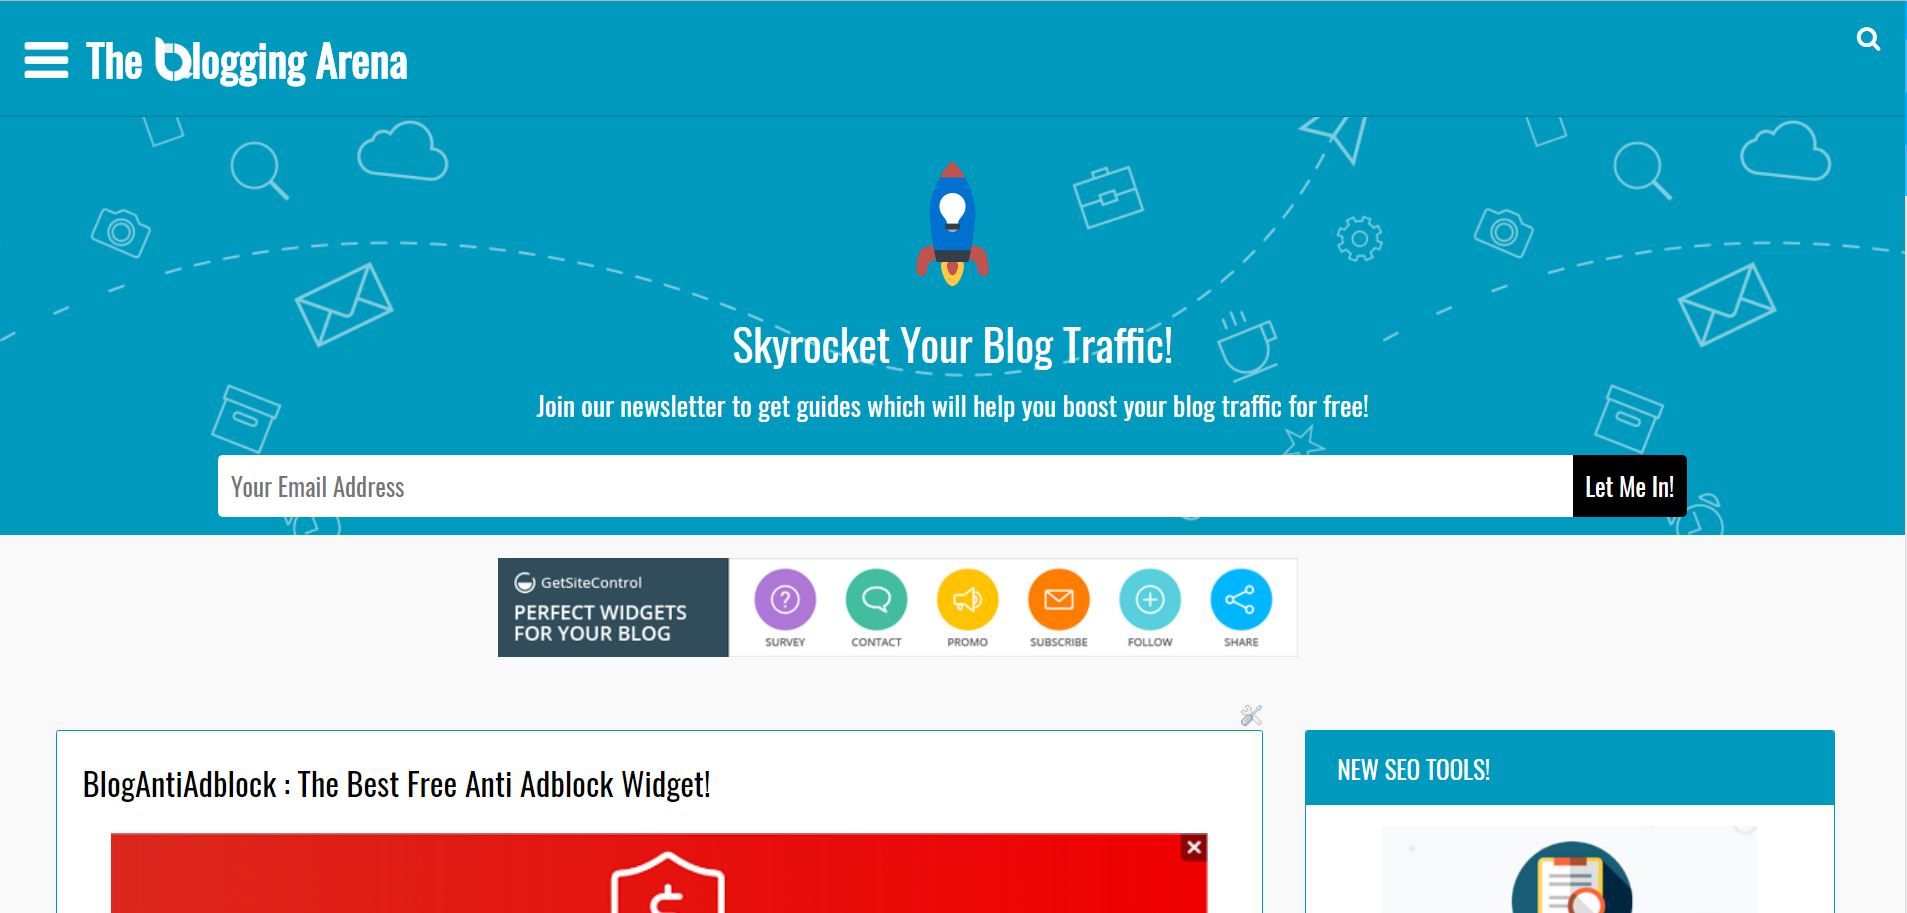 The blogging Arena
Skyrocket Your Blog Traffic!
Join our newsletter to get guides which will help you boost your blog traffic for free!
Your Email Address
Let Me In!
GetSiteControl
PERFECT WIDGETS
FOR YOUR BLOG
SURVEY
CONTACT
PROMO
SUBSCRIBE
FOLLOW
SHARE
BlogAntiAdblock : The Best Free Anti Adblock Widget!
NEW SEO TOOLS!